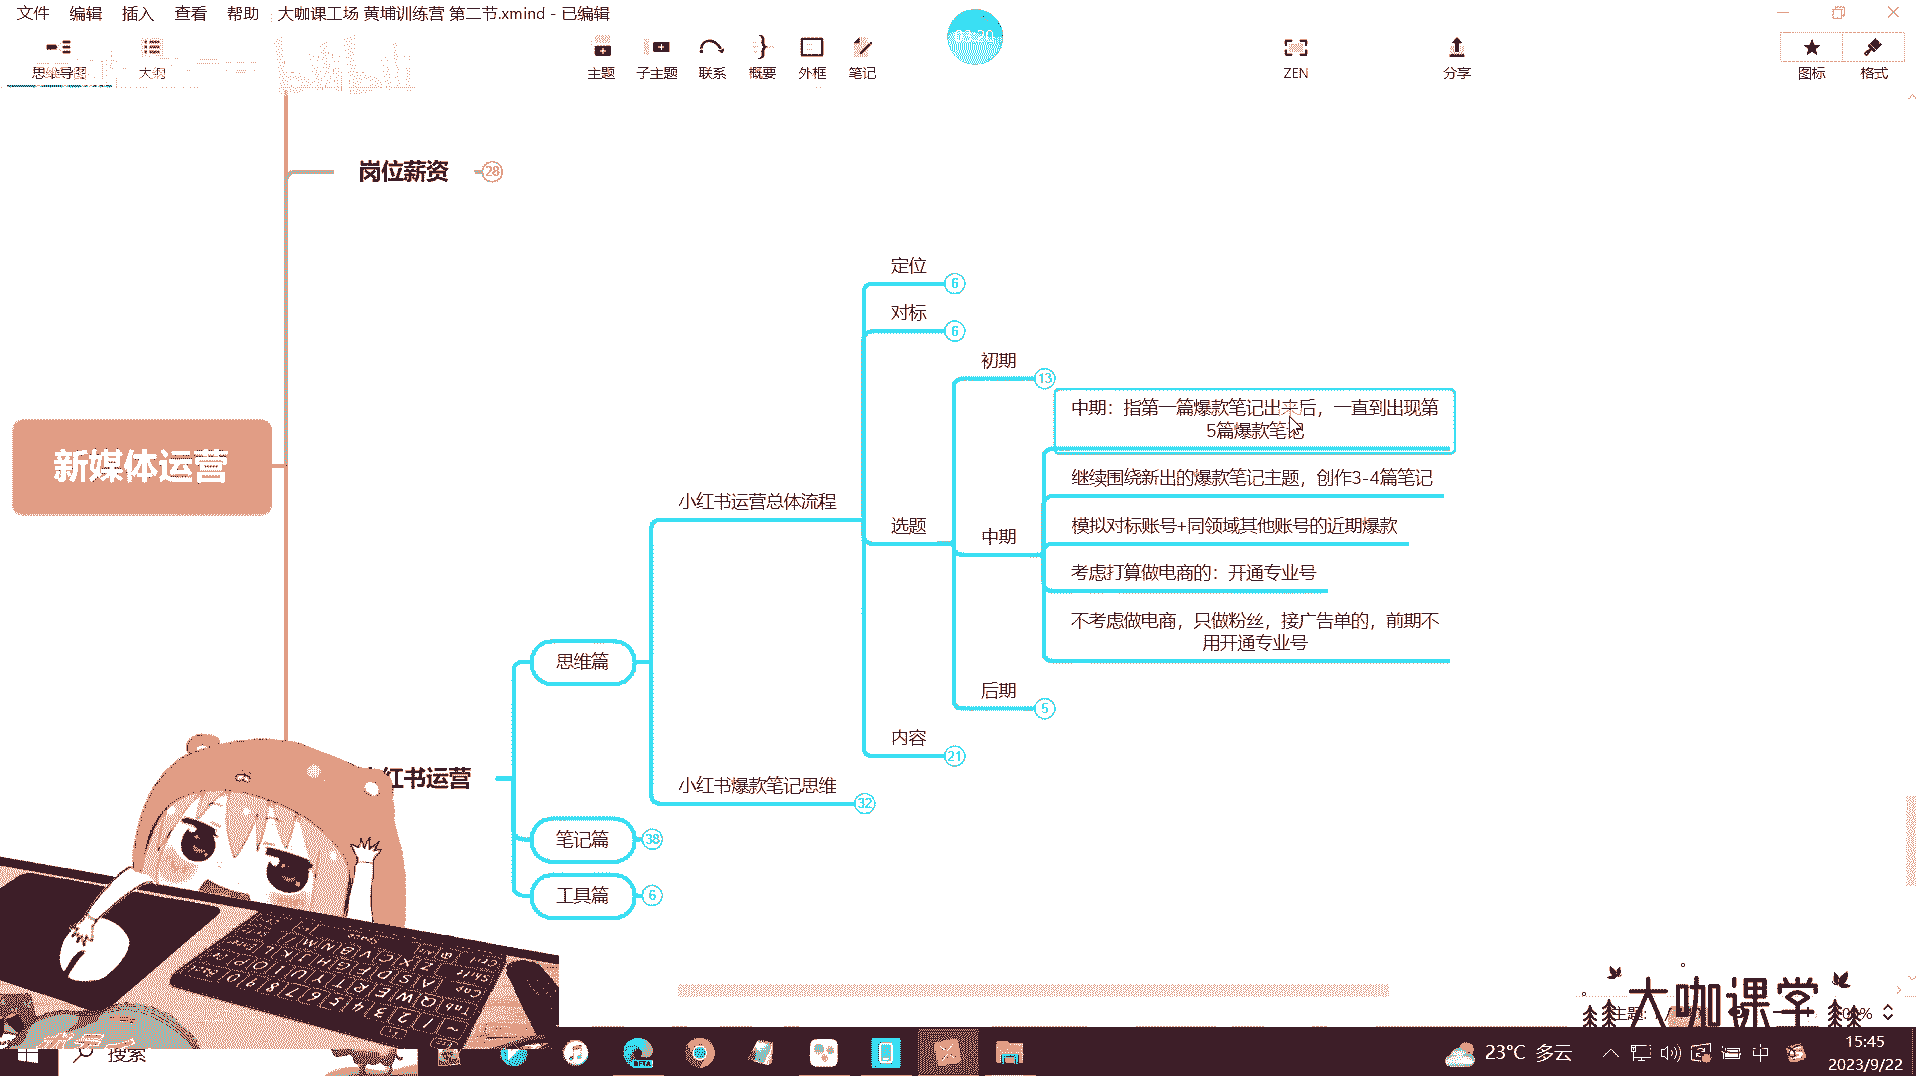 文件 编辑 插入 查看 帮助 大咖课工场 黄埔训练营 第二节.xmind - 已编辑
思维导图 大纲 主题 子主题 联系 概要 外框 笔记 ZEN 分享 图标 格式
岗位薪资 28
定位 6
对标 6
初期 13
中期：指第一篇爆款笔记出来后，一直到出现第
5篇爆款笔记
继续围绕新出的爆款笔记主题，创作3-4篇笔记
模拟对标账号+同领域其他账号的近期爆款
考虑打算做电商的：开通专业号
不考虑做电商，只做粉丝，接广告单的，前期不
用开通专业号
新媒体运营
小红书运营总体流程
选题
中期
后期 5
内容 21
思维篇
小红书爆款笔记思维 32
红书运营
笔记篇 38
工具篇 6
大咖课学
主题:
搜索
BETA
23°C 多云
中
15:45
2023/9/22